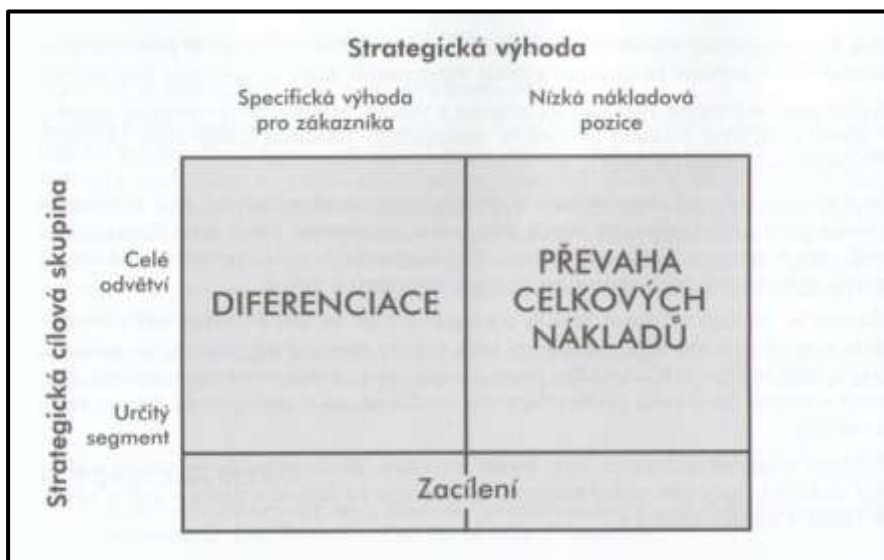 Strategická výhoda
Specifická výhoda
pro zákazníka
Nízká nákladová
pozice
Strategická cílová skupina
Celé
odvětví
DIFERENCIACE
PŘEVAHA
CELKOVÝCH
NÁKLADŮ
Určitý
segment
Zacílení